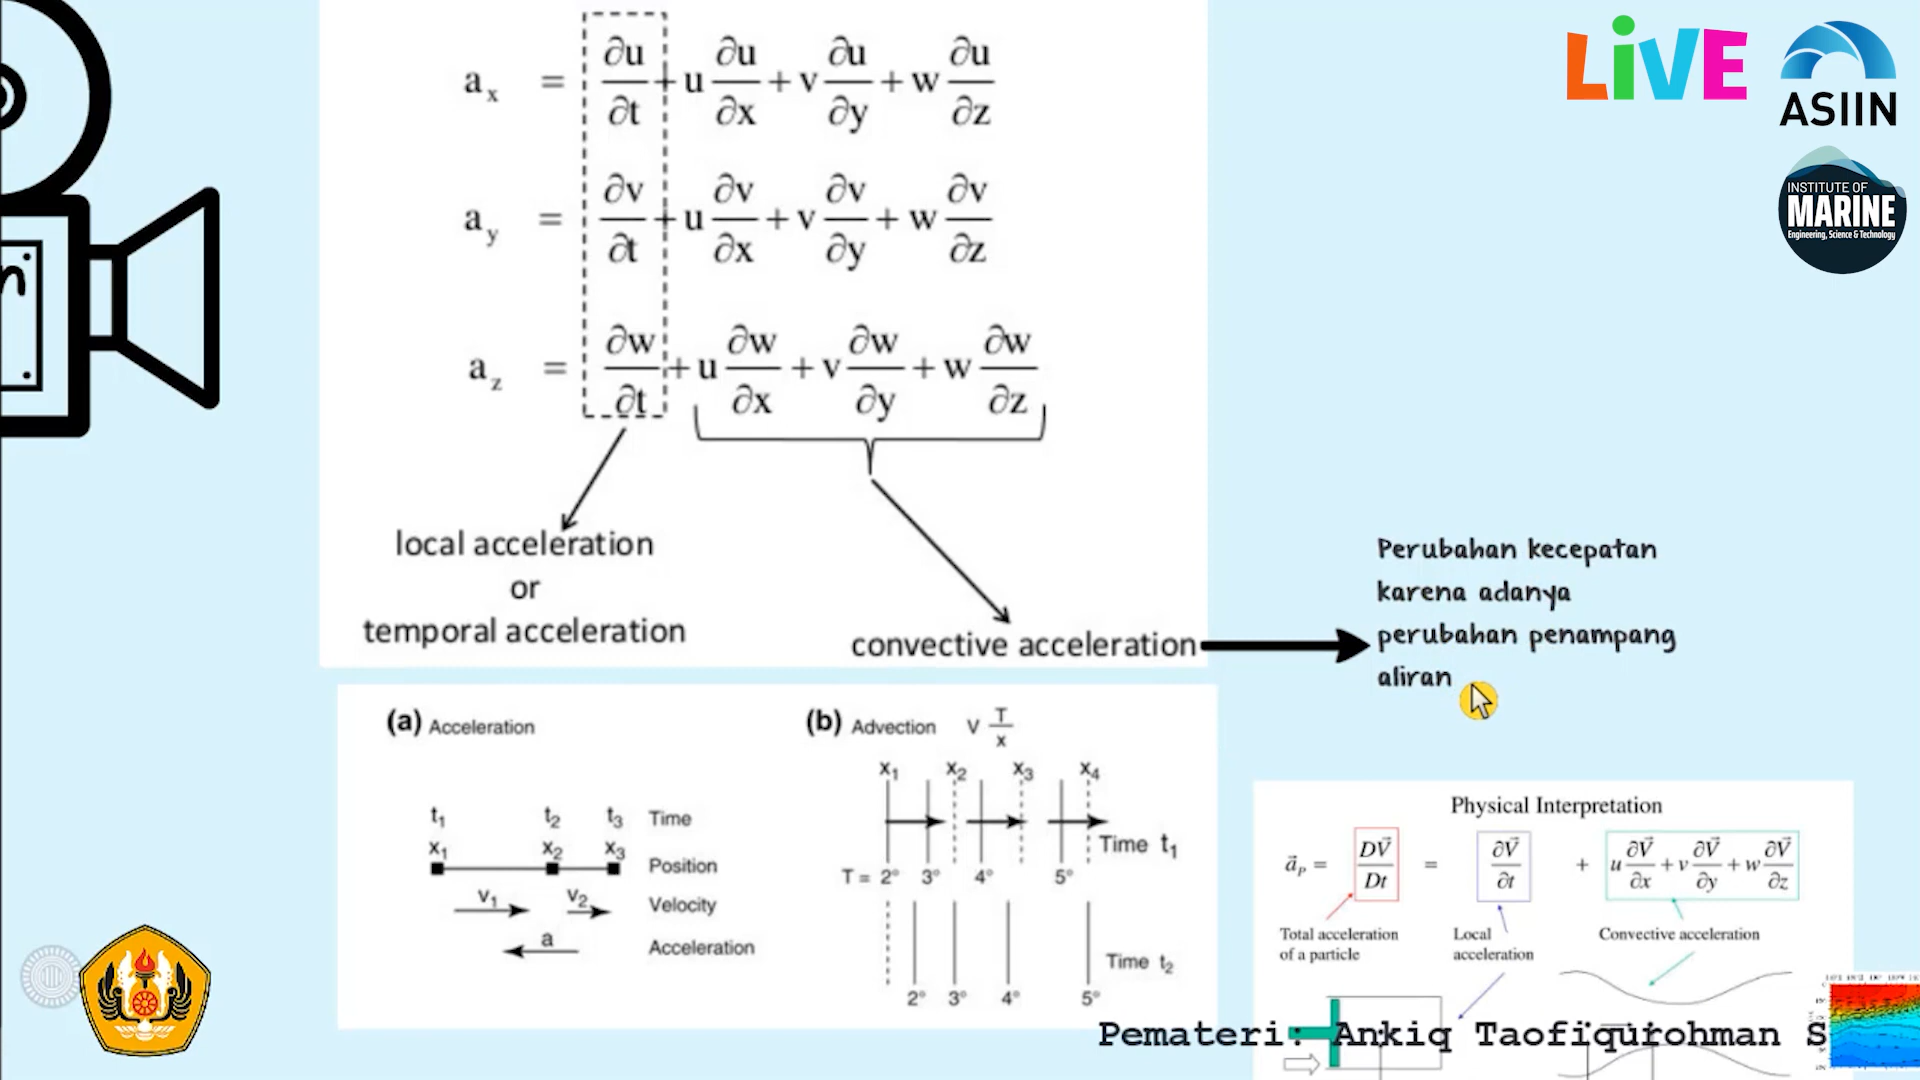 a_x = ∂u/∂t + u ∂u/∂x + v ∂u/∂y + w ∂u/∂z
a_y = ∂v/∂t + u ∂v/∂x + v ∂v/∂y + w ∂v/∂z
a_z = ∂w/∂t + u ∂w/∂x + v ∂w/∂y + w ∂w/∂z
local acceleration
or
temporal acceleration
convective acceleration
Perubahan kecepatan
karena adanya
perubahan penampang
aliran
LiVE
ASIIN
INSTITUTE OF
MARINE
Engineering, Science & Technology
(a) Acceleration
t₁ t₂ t₃ Time
x₁ x₂ x₃ Position
v₁ v₂ Velocity
a Acceleration
(b) Advection V T/x
x₁ x₂ x₃ x₄
Time t₁
T = 2° 3° 4° 5°
Time t₂
2° 3° 4° 5°
Physical Interpretation
a⃗_p = DV⃗/Dt = ∂V⃗/∂t + u ∂V⃗/∂x + v ∂V⃗/∂y + w ∂V⃗/∂z
Total acceleration
of a particle
Local
acceleration
Convective acceleration
Pemateri: Ankiq Taofiqurohman S